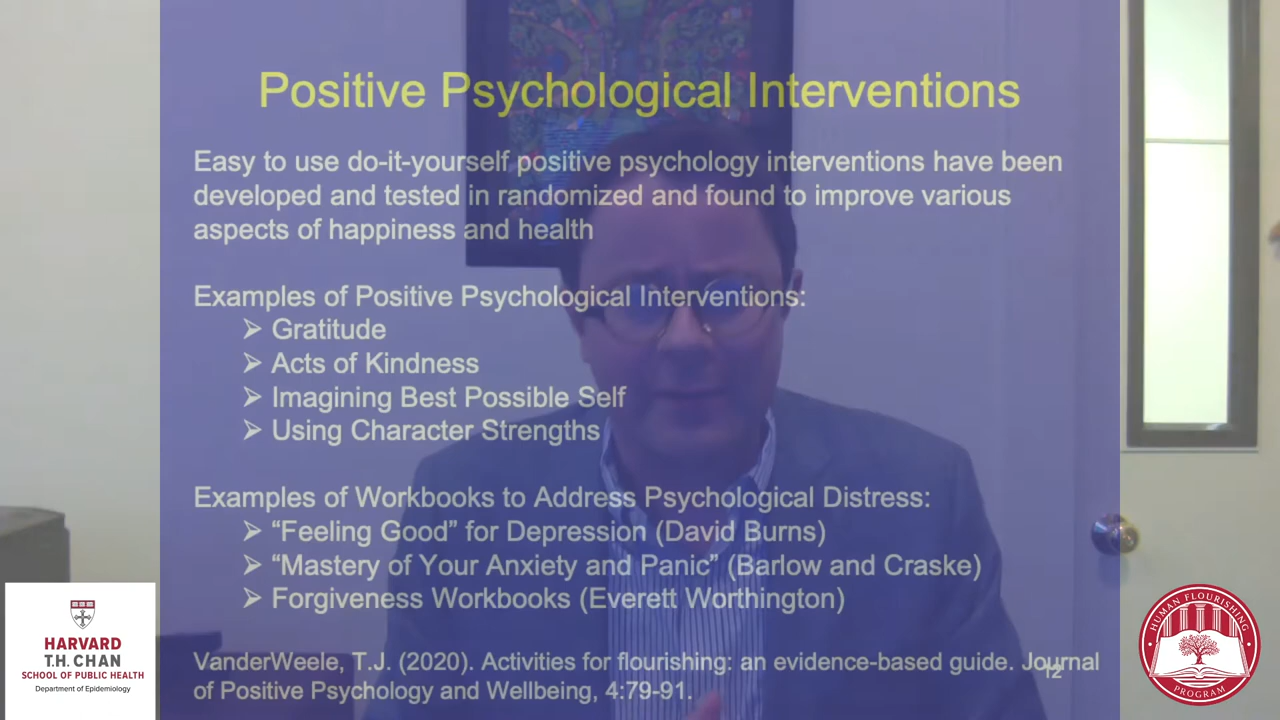 Positive Psychological Interventions
Easy to use do-it-yourself positive psychology interventions have been
developed and tested in randomized and found to improve various
aspects of happiness and health
Examples of Positive Psychological Interventions:
➢ Gratitude
➢ Acts of Kindness
➢ Imagining Best Possible Self
➢ Using Character Strengths
Examples of Workbooks to Address Psychological Distress:
➢ “Feeling Good” for Depression (David Burns)
➢ “Mastery of Your Anxiety and Panic” (Barlow and Craske)
➢ Forgiveness Workbooks (Everett Worthington)
VanderWeele, T.J. (2020). Activities for flourishing: an evidence-based guide. Journal
of Positive Psychology and Wellbeing, 4:79-91.
12
HARVARD
T.H. CHAN
SCHOOL OF PUBLIC HEALTH
Department of Epidemiology
HUMAN FLOURISHING
PROGRAM